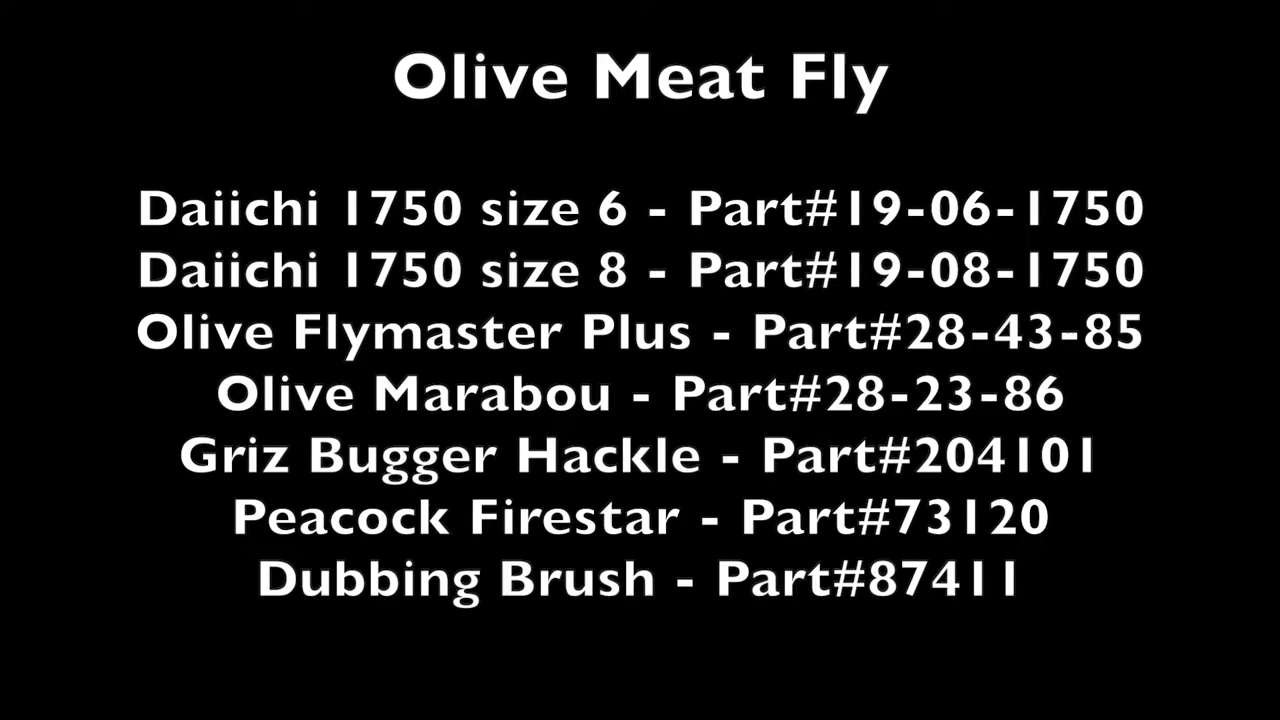 Olive Meat Fly
Daiichi 1750 size 6 - Part#19-06-1750
Daiichi 1750 size 8 - Part#19-08-1750
Olive Flymaster Plus - Part#28-43-85
Olive Marabou - Part#28-23-86
Griz Bugger Hackle - Part#204101
Peacock Firestar - Part#73120
Dubbing Brush - Part#87411